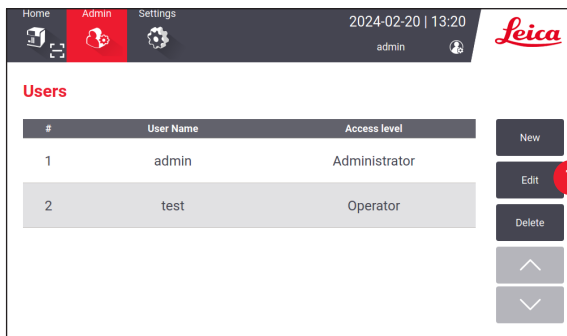 Home Admin Settings
2024-02-20 | 13:20
admin
Leica
Users
# User Name Access level
1 admin Administrator
2 test Operator
New
Edit
Delete